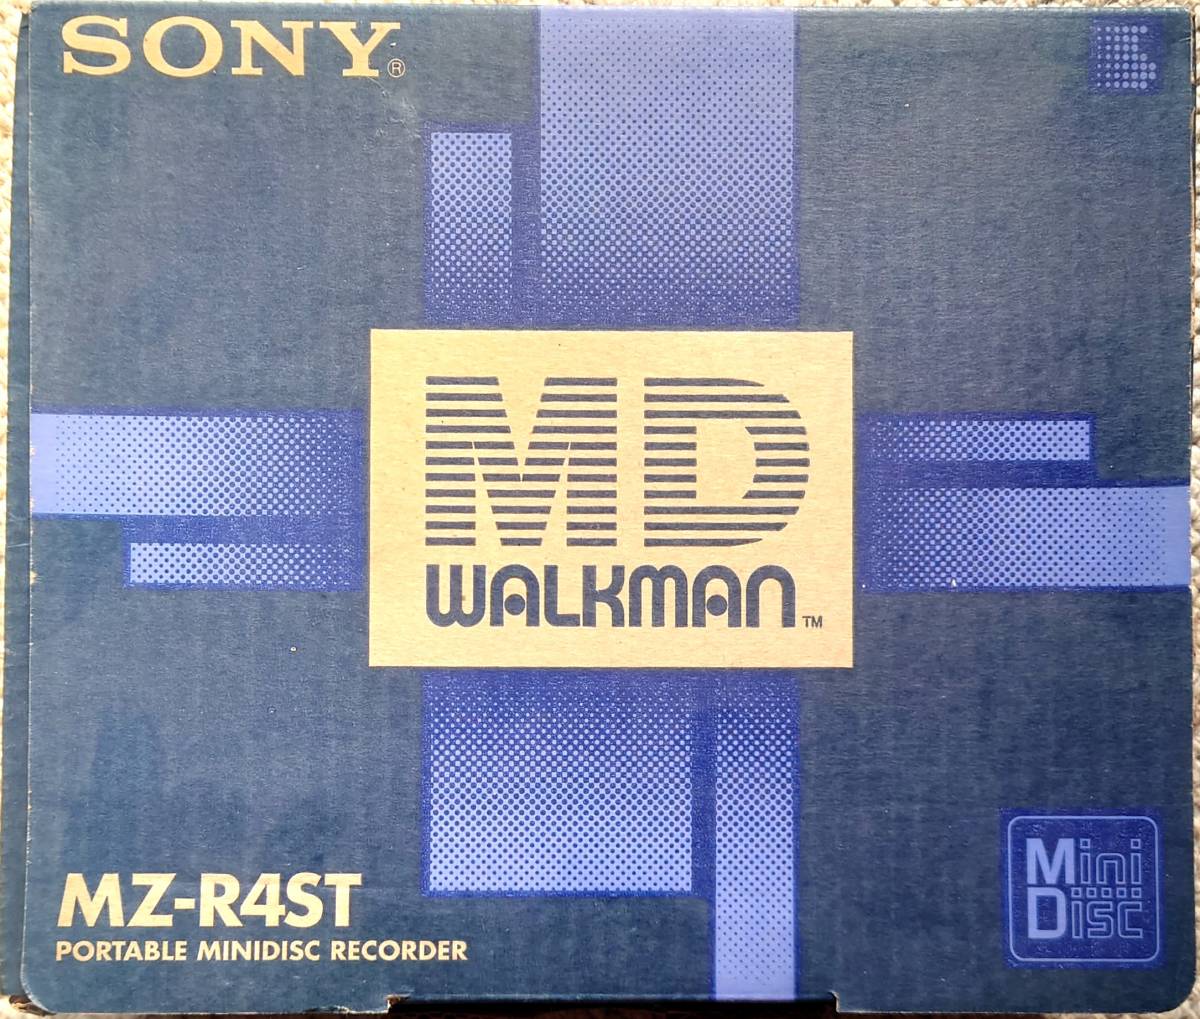 SONY®
MD
WALKMAN™
MZ-R4ST
PORTABLE MINIDISC RECORDER
Mini
Disc